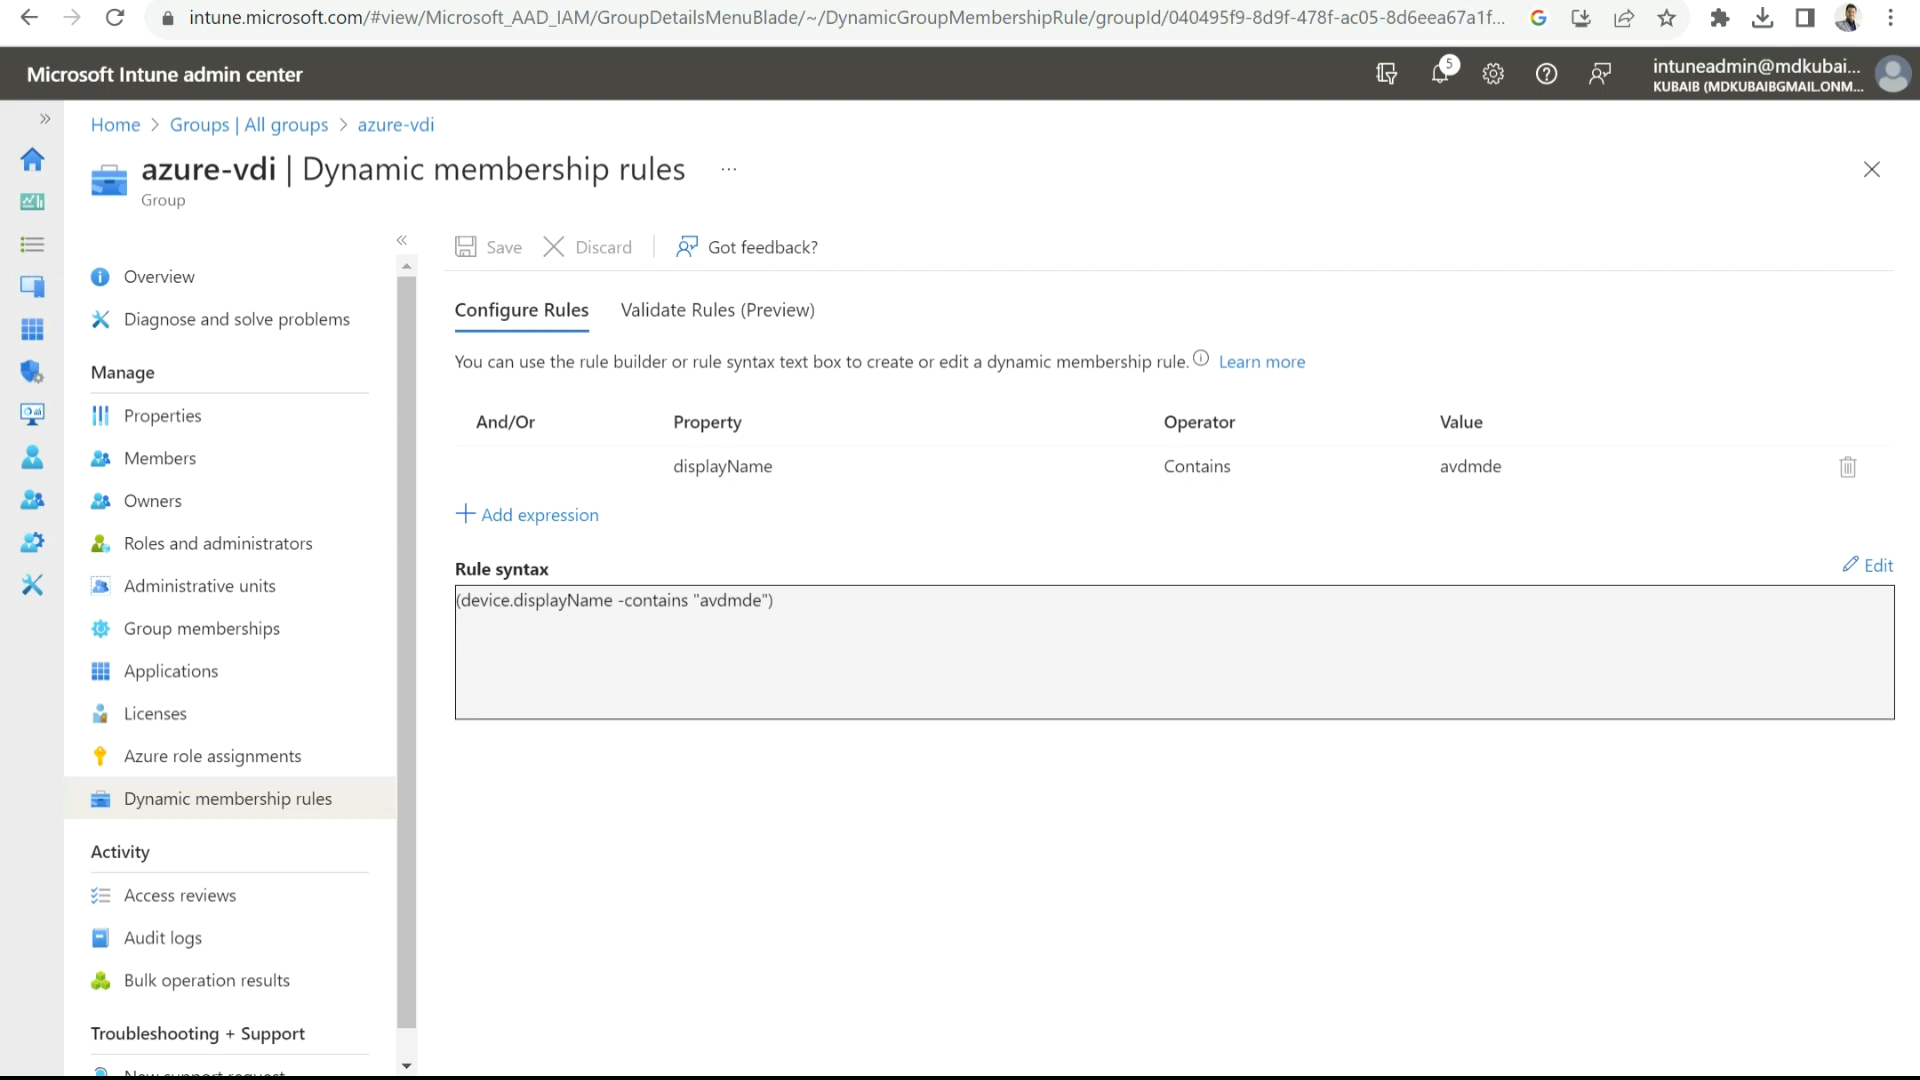 intune.microsoft.com/#view/Microsoft_AAD_IAM/GroupDetailsMenuBlade/~/DynamicGroupMembershipRule/groupId/040495f9-8d9f-478f-ac05-8d6eea67a1f...
Microsoft Intune admin center
5
intuneadmin@mdkubai...
KUBAIB (MDKUBAIBGMAIL.ONM...
Home > Groups | All groups > azure-vdi
azure-vdi | Dynamic membership rules ...
Group
Save
Discard
Got feedback?
Overview
Diagnose and solve problems
Manage
Properties
Members
Owners
Roles and administrators
Administrative units
Group memberships
Applications
Licenses
Azure role assignments
Dynamic membership rules
Activity
Access reviews
Audit logs
Bulk operation results
Troubleshooting + Support
New support request
Configure Rules
Validate Rules (Preview)
You can use the rule builder or rule syntax text box to create or edit a dynamic membership rule. Learn more
And/Or Property Operator Value
displayName Contains avdmde
+ Add expression
Rule syntax
Edit
(device.displayName -contains "avdmde")